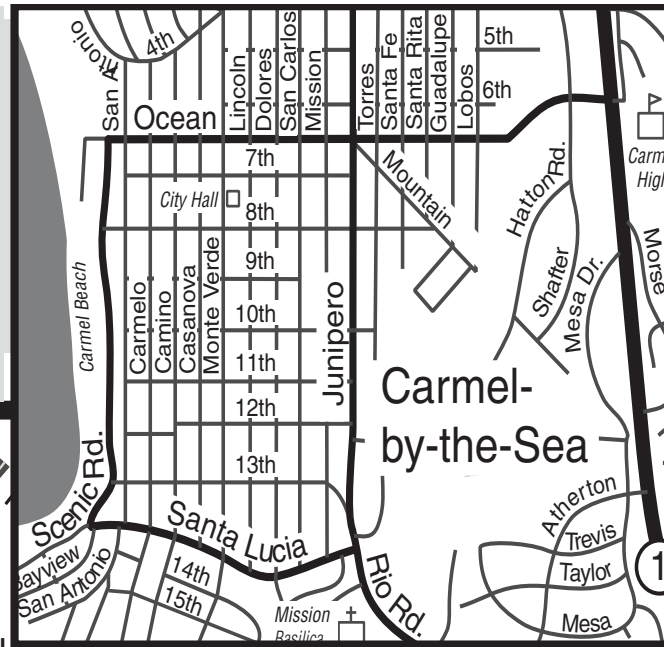 San Antonio
4th
Ocean
Lincoln
Dolores
San Carlos
Mission
Torres
Santa Fe
Santa Rita
Guadalupe
Lobos
5th
6th
7th
City Hall
8th
Mountain
Hatton Rd.
Shafter
Mesa Dr.
Morse
Carm
High
Carmel Beach
Carmelo
Camino
Casanova
Monte Verde
9th
10th
11th
12th
13th
Junipero
Carmel-
by-the-Sea
Scenic Rd.
Santa Lucia
Rio Rd.
Bayview
San Antonio
14th
15th
Mission
Basilica
Atherton
Trevis
Taylor
Mesa
1